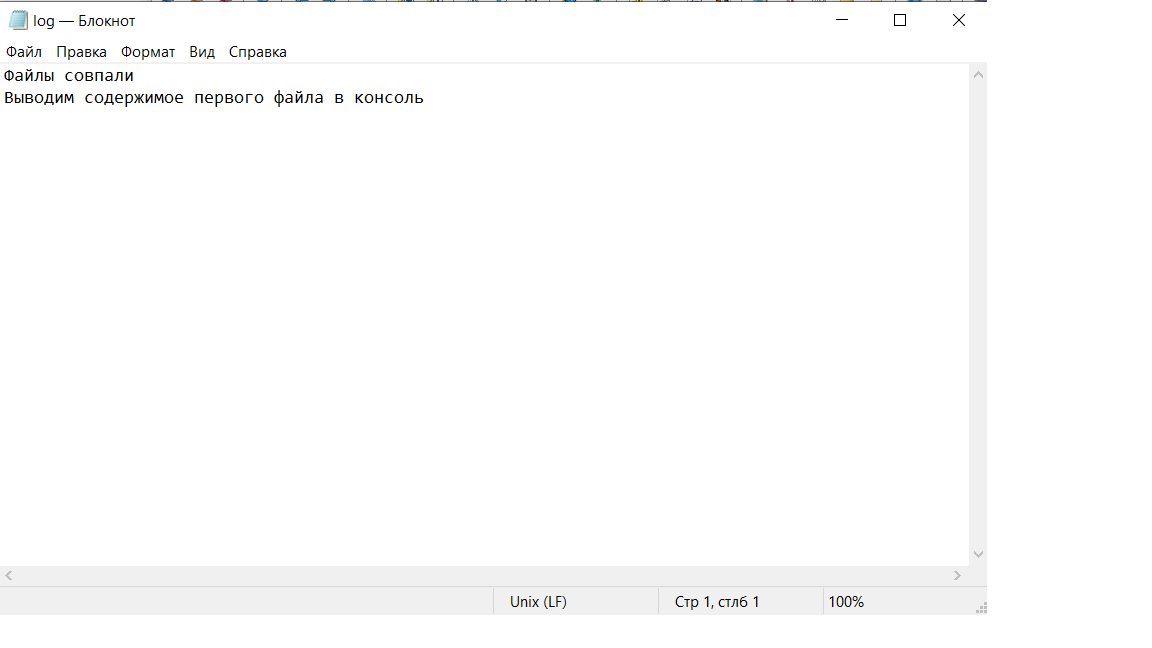 log — Блокнот
Файл Правка Формат Вид Справка
Файлы совпали
Выводим содержимое первого файла в консоль
Unix (LF) Стр 1, стлб 1 100%